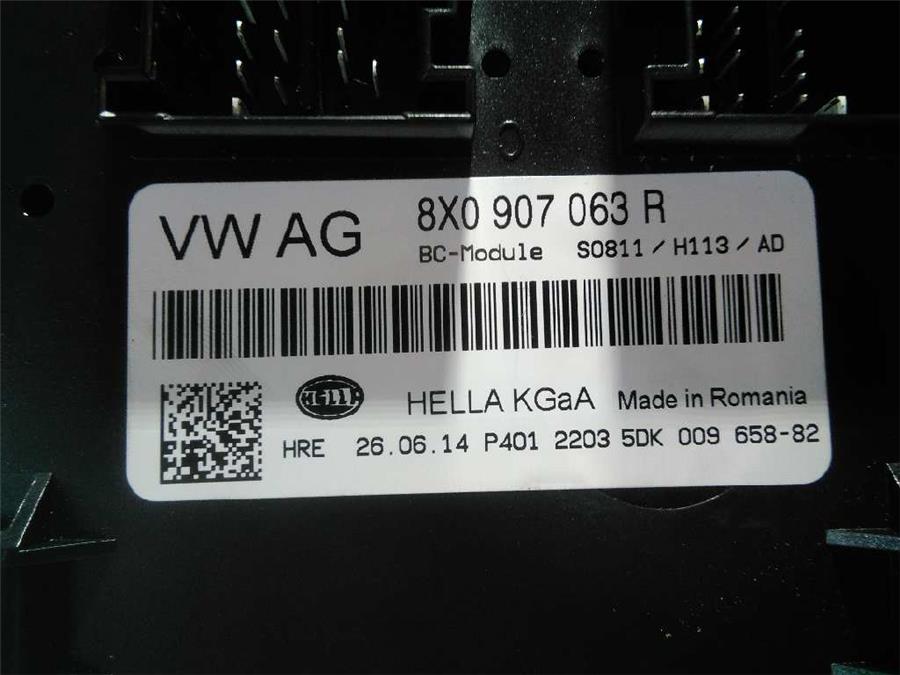 VW AG 8X0 907 063 R
BC-Module S0811/H113/AD
HELLA HELLA KGaA Made in Romania
HRE 26.06.14 P401 2203 5DK 009 658-82